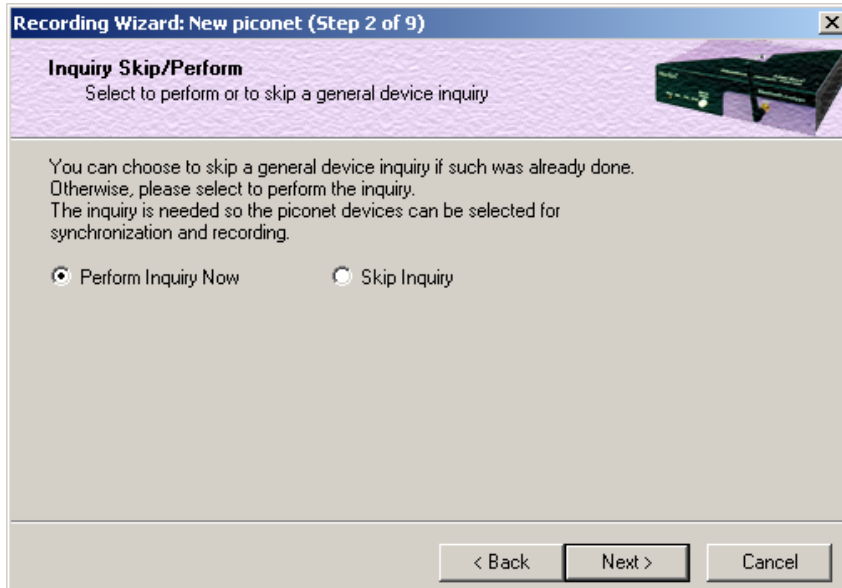 Recording Wizard: New piconet (Step 2 of 9)
Inquiry Skip/Perform
Select to perform or to skip a general device inquiry
You can choose to skip a general device inquiry if such was already done.
Otherwise, please select to perform the inquiry.
The inquiry is needed so the piconet devices can be selected for
synchronization and recording.
Perform Inquiry Now
Skip Inquiry
< Back
Next >
Cancel